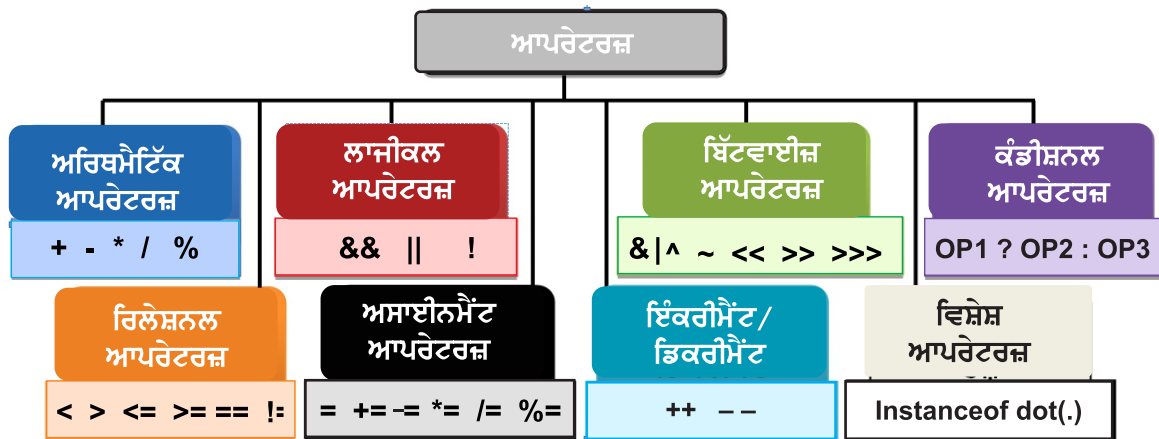 ਆਪਰੇਟਰਜ਼
ਅਰਿਥਮੈਟਿੱਕ
ਆਪਰੇਟਰਜ਼
+ - * / %
ਲਾਜੀਕਲ
ਆਪਰੇਟਰਜ਼
&& || !
ਬਿੱਟਵਾਈਜ਼
ਆਪਰੇਟਰਜ਼
& | ^ ~ << >> >>>
ਕੰਡੀਸ਼ਨਲ
ਆਪਰੇਟਰਜ਼
OP1 ? OP2 : OP3
ਰਿਲੇਸ਼ਨਲ
ਆਪਰੇਟਰਜ਼
< > <= >= == !=
ਅਸਾਈਨਮੈਂਟ
ਆਪਰੇਟਰਜ਼
= += -= *= /= %=
ਇੰਕਰੀਮੈਂਟ/
ਡਿਕਰੀਮੈਂਟ
++ --
ਵਿਸ਼ੇਸ਼
ਆਪਰੇਟਰਜ਼
Instanceof dot(.)